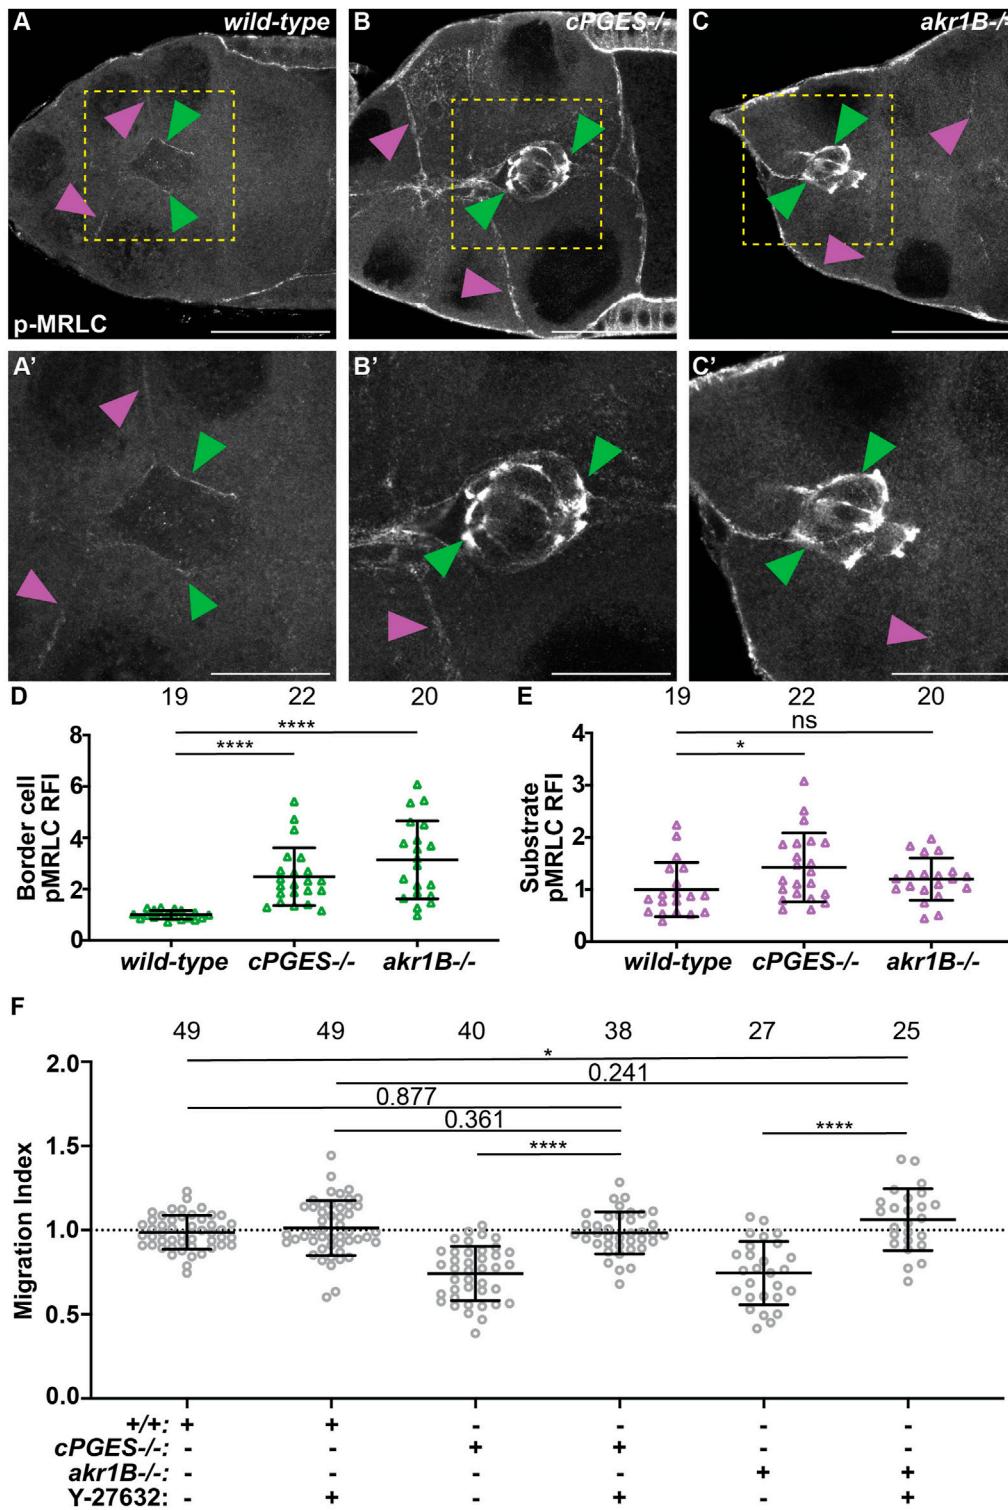 A wild-type
B cPGES-/-
C akr1B-/-
p-MRLC
A'
B'
C'
D 19 22 20
****
****
8
6
4
2
0
Border cell
pMRLC RFI
wild-type cPGES-/- akr1B-/-
E 19 22 20
ns
*
4
3
2
1
0
Substrate
pMRLC RFI
wild-type cPGES-/- akr1B-/-
F
49 49 40 38 27 25
*
0.241
0.877
0.361
****
****
2.0
1.5
1.0
0.5
0.0
Migration Index
+/+: + + - - - -
cPGES-/-: - - + + - -
akr1B-/-: - - - - + +
Y-27632: - + - + - +